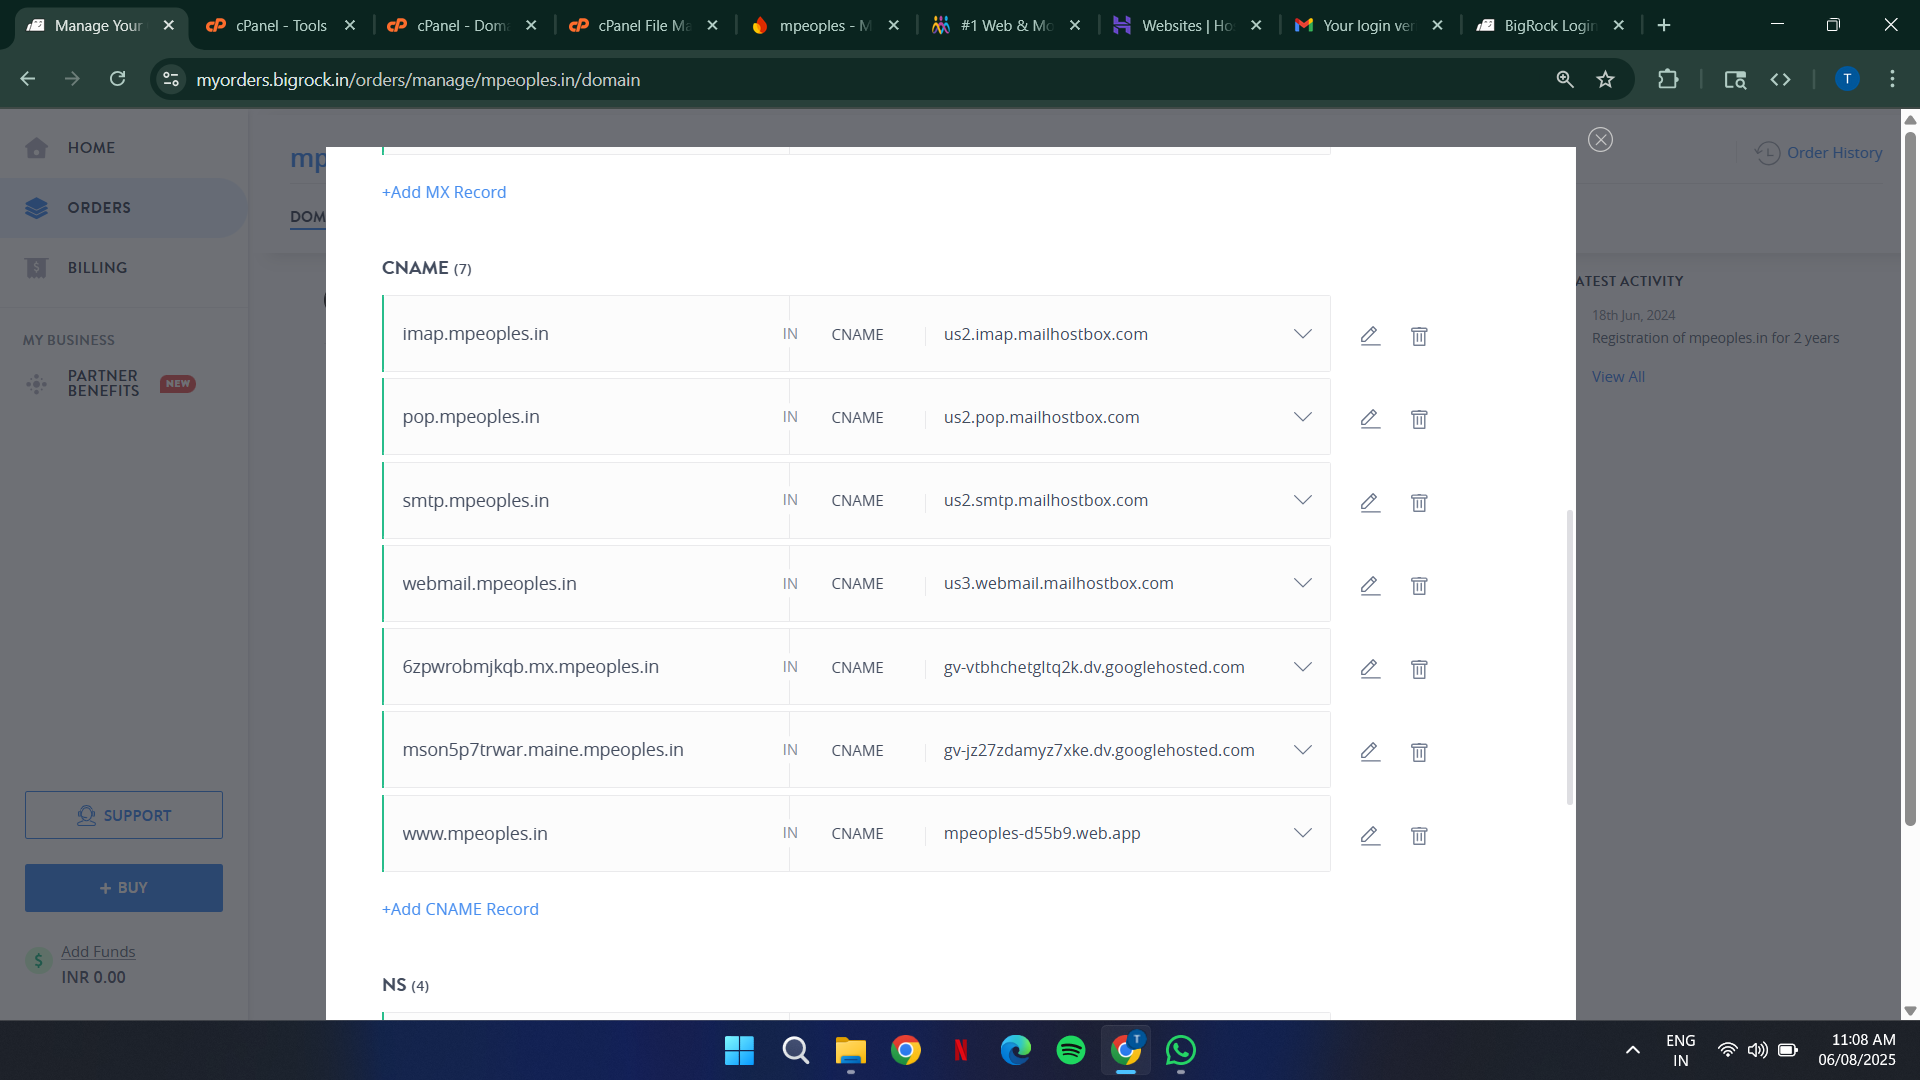 Manage Your
cPanel - Tools
cPanel - Dom
cPanel File Ma
mpeoples - M
#1 Web & Mo
Websites | Ho
Your login ver
BigRock Login
myorders.bigrock.in/orders/manage/mpeoples.in/domain
T
HOME
ORDERS
BILLING
MY BUSINESS
PARTNER
BENEFITS
NEW
SUPPORT
+ BUY
$
Add Funds
INR 0.00
mp
DOM
Order History
ATEST ACTIVITY
18th Jun, 2024
Registration of mpeoples.in for 2 years
View All
+Add MX Record
CNAME (7)
imap.mpeoples.in IN CNAME us2.imap.mailhostbox.com
pop.mpeoples.in IN CNAME us2.pop.mailhostbox.com
smtp.mpeoples.in IN CNAME us2.smtp.mailhostbox.com
webmail.mpeoples.in IN CNAME us3.webmail.mailhostbox.com
6zpwrobmjkqb.mx.mpeoples.in IN CNAME gv-vtbhchetgltq2k.dv.googlehosted.com
mson5p7trwar.maine.mpeoples.in IN CNAME gv-jz27zdamyz7xke.dv.googlehosted.com
www.mpeoples.in IN CNAME mpeoples-d55b9.web.app
+Add CNAME Record
NS (4)
ENG
IN
11:08 AM
06/08/2025